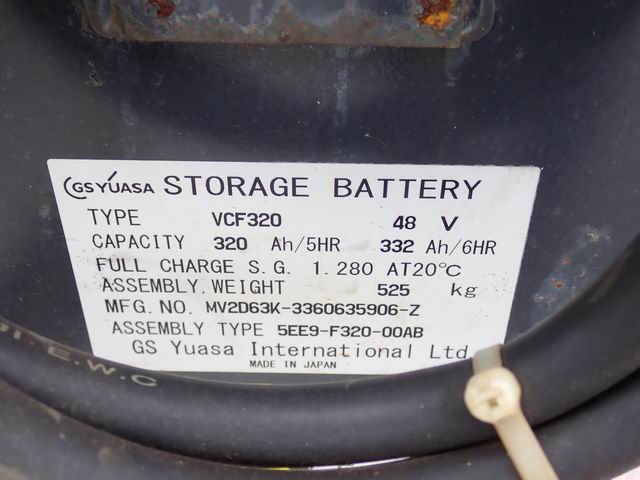 GS YUASA STORAGE BATTERY
TYPE VCF320 48 V
CAPACITY 320 Ah/5HR 332 Ah/6HR
FULL CHARGE S.G. 1.280 AT20℃
ASSEMBLY.WEIGHT 525 kg
MFG.NO. MV2D63K-3360635906-Z
ASSEMBLY TYPE 5EE9-F320-00AB
GS Yuasa International Ltd.
MADE IN JAPAN
E.W.C